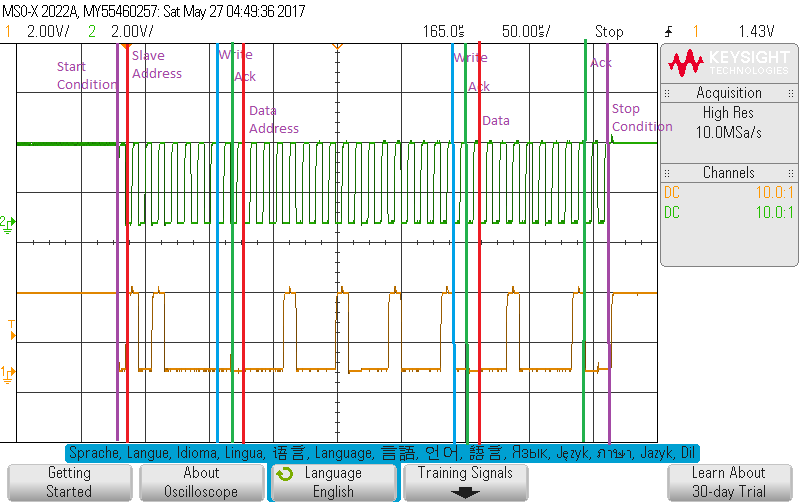 MSO-X 2022A, MY55460257: Sat May 27 04:49:36 2017
1 2.00V/ 2 2.00V/ 165.0s 50.00s/ Stop 1 1.43V
Start
Condition
Slave
Address
Write
Ack
Data
Address
Write
Ack
Data
Ack
Stop
Condition
KEYSIGHT
TECHNOLOGIES
Acquisition
High Res
10.0MSa/s
Channels
DC 10.0:1
DC 10.0:1
2
T
1
Sprache, Langue, Idioma, Lingua, 语言, Language, 言語, 언어, 語言, Язык, Język, ภาษา, Jazyk, Dil
Getting
Started
About
Oscilloscope
Language
English
Training Signals
Learn About
30-day Trial